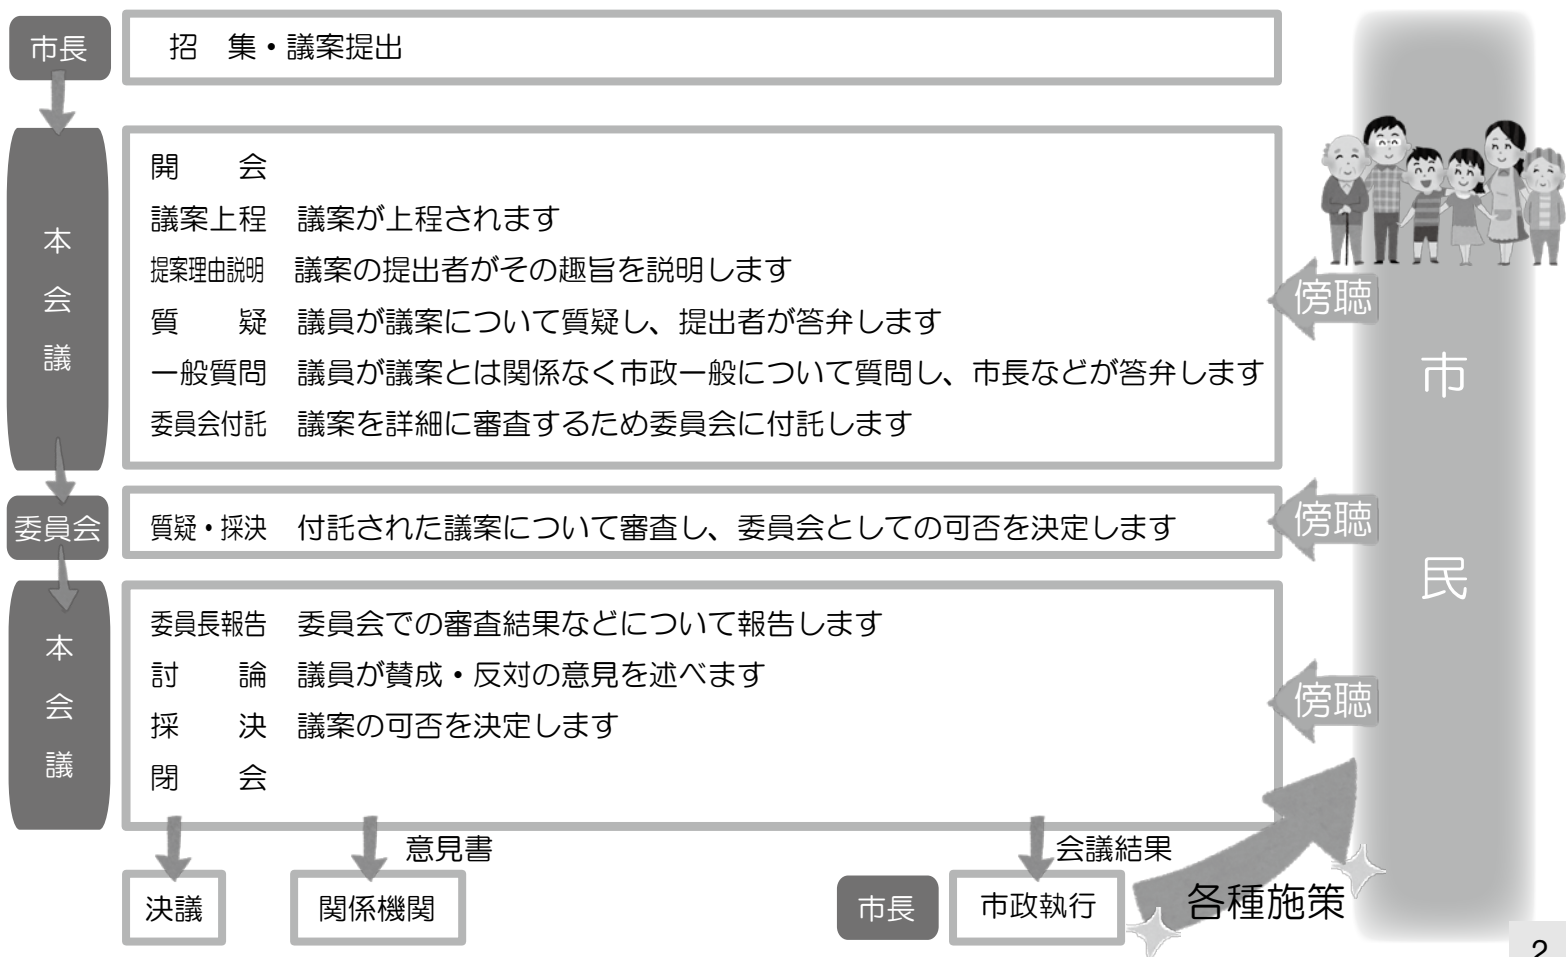 市長
招　集・議案提出
本会議
開　　会
議案上程　議案が上程されます
提案理由説明　議案の提出者がその趣旨を説明します
質　　疑　議員が議案について質疑し、提出者が答弁します
一般質問　議員が議案とは関係なく市政一般について質問し、市長などが答弁します
委員会付託　議案を詳細に審査するため委員会に付託します
傍聴
委員会
質疑・採決　付託された議案について審査し、委員会としての可否を決定します
傍聴
本会議
委員長報告　委員会での審査結果などについて報告します
討　　論　議員が賛成・反対の意見を述べます
採　　決　議案の可否を決定します
閉　　会
傍聴
市民
意見書
会議結果
決議
関係機関
市長
市政執行
各種施策
2